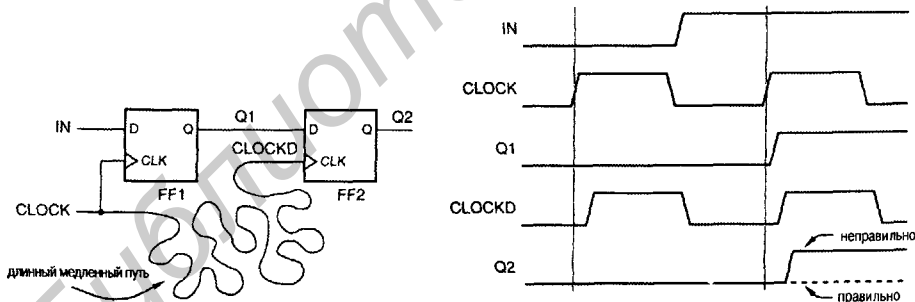 IN
D
Q
Q1
D
Q
Q2
CLOCKD
CLK
CLK
FF1
FF2
CLOCK
длинный медленный путь
IN
CLOCK
Q1
CLOCKD
Q2
неправильно
правильно